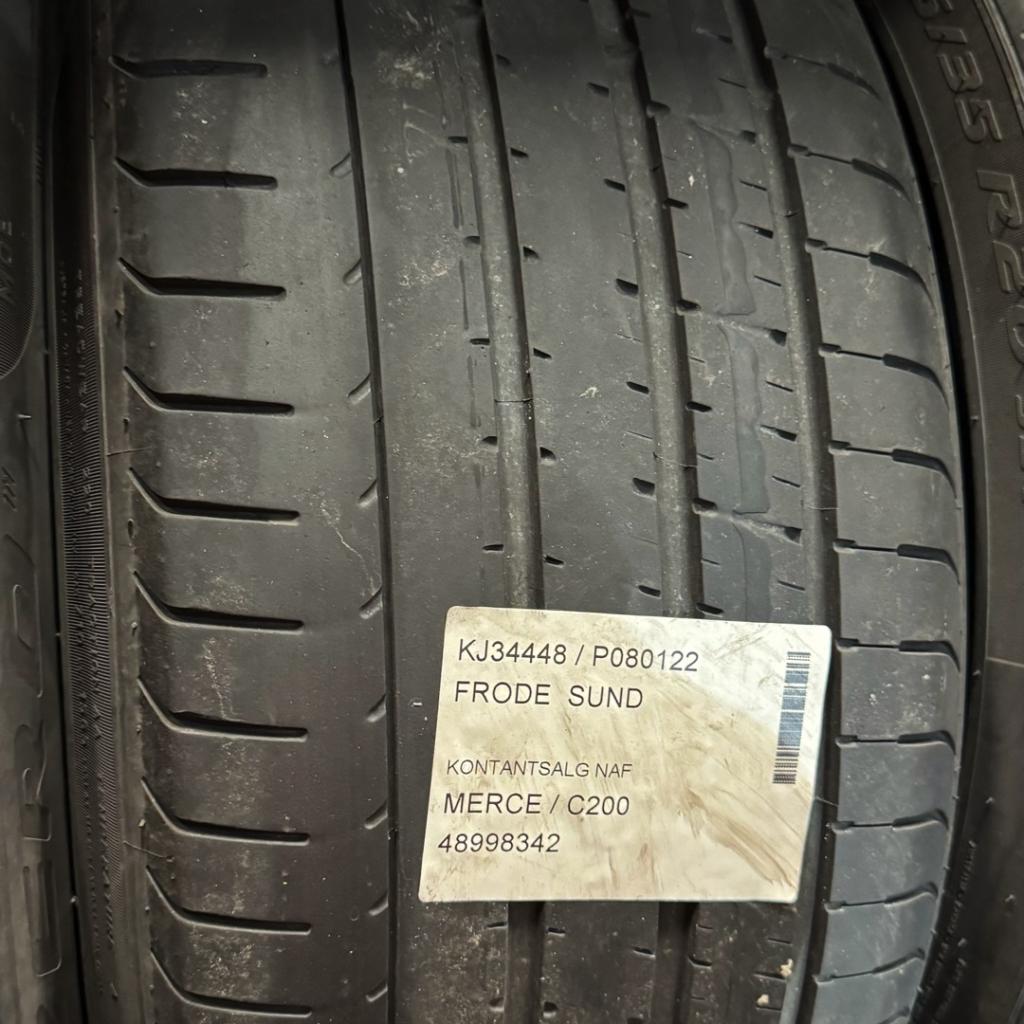 KJ34448 / P080122
FRODE SUND
KONTANTSALG NAF
MERCE / C200
48998342